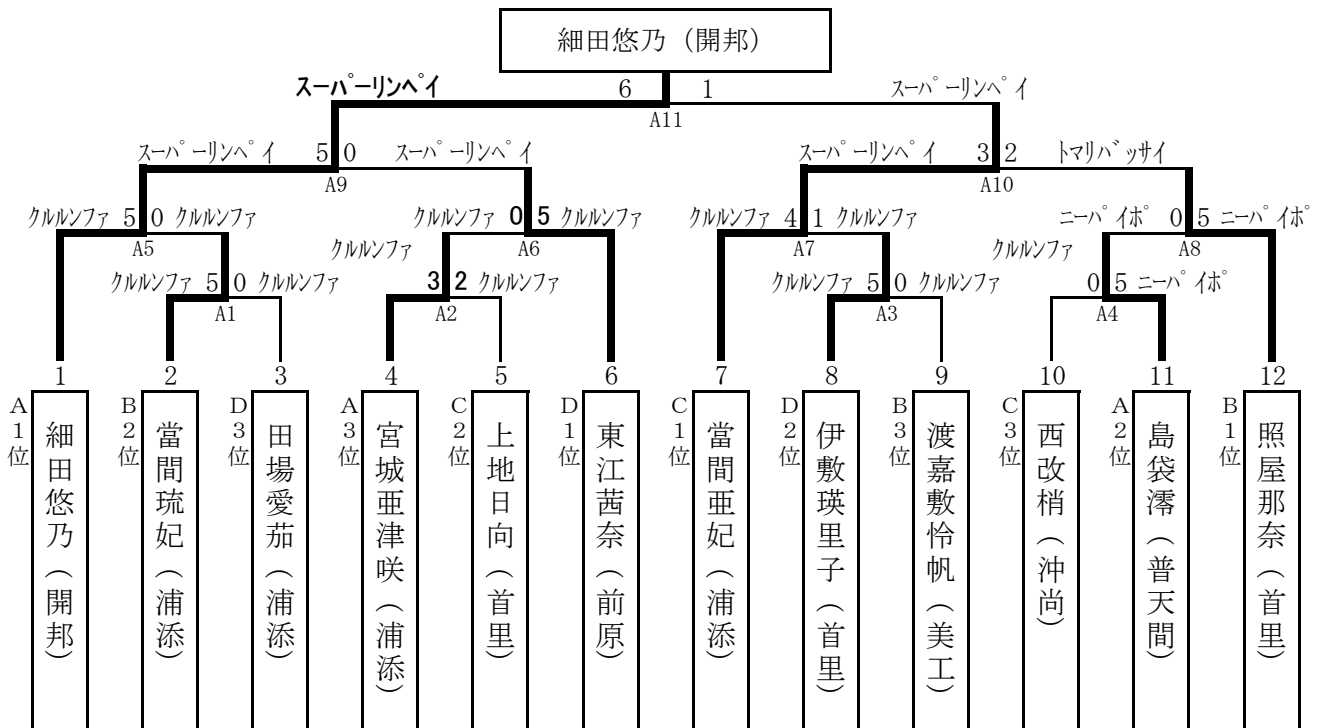 細田悠乃（開邦）
スーパーリンペイ 6 1 スーパーリンペイ
A11
スーパーリンペイ 5 0 スーパーリンペイ スーパーリンペイ 3 2 トマリバッサイ
A9 A10
クルルンファ 5 0 クルルンファ クルルンファ 0 5 クルルンファ クルルンファ 4 1 クルルンファ ニーパイポ 0 5 ニーパイポ
A5 A6 A7 A8
クルルンファ クルルンファ
クルルンファ 5 0 クルルンファ 3 2 クルルンファ クルルンファ 5 0 クルルンファ 0 5 ニーパイポ
A1 A2 A3 A4
1 2 3 4 5 6 7 8 9 10 11 12
A1位 細田悠乃（開邦）
B2位 當間琉妃（浦添）
D3位 田場愛茄（浦添）
A3位 宮城亜津咲（浦添）
C2位 上地日向（首里）
D1位 東江茜奈（前原）
C1位 當間亜妃（浦添）
D2位 伊敷瑛里子（首里）
B3位 渡嘉敷怜帆（美工）
C3位 西改梢（沖尚）
A2位 島袋澪（普天間）
B1位 照屋那奈（首里）